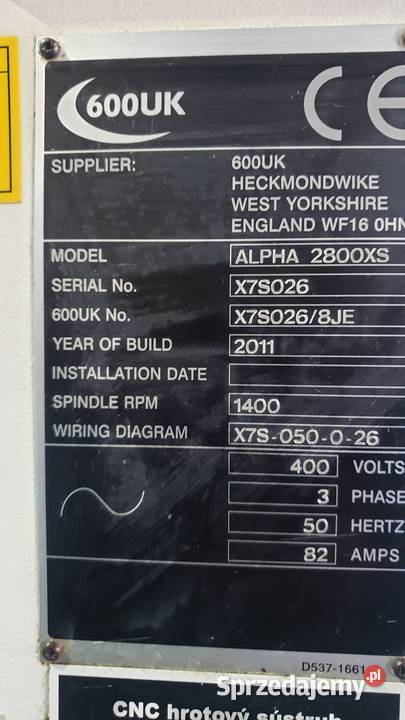 600UK CE
SUPPLIER: 600UK
HECKMONDWIKE
WEST YORKSHIRE
ENGLAND WF16 0HN
MODEL ALPHA 2800XS
SERIAL No. X7S026
600UK No. X7S026/8JE
YEAR OF BUILD 2011
INSTALLATION DATE
SPINDLE RPM 1400
WIRING DIAGRAM X7S-050-0-26
400 VOLTS
3 PHASE
50 HERTZ
82 AMPS
D537-1661
Sprzedajemy.pl
CNC hrotový sústruh